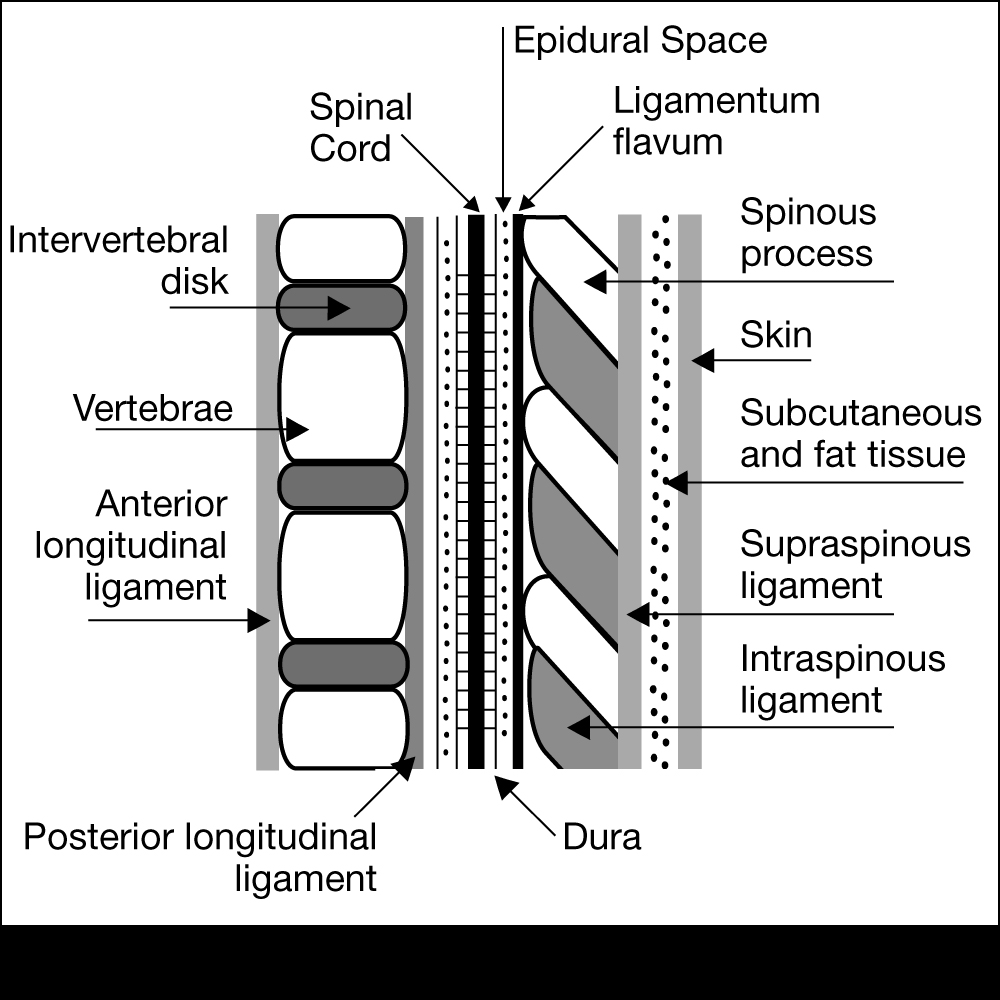 Epidural Space
Spinal
Cord
Ligamentum
flavum
Intervertebral
disk
Spinous
process
Skin
Vertebrae
Subcutaneous
and fat tissue
Anterior
longitudinal
ligament
Supraspinous
ligament
Intraspinous
ligament
Posterior longitudinal
ligament
Dura